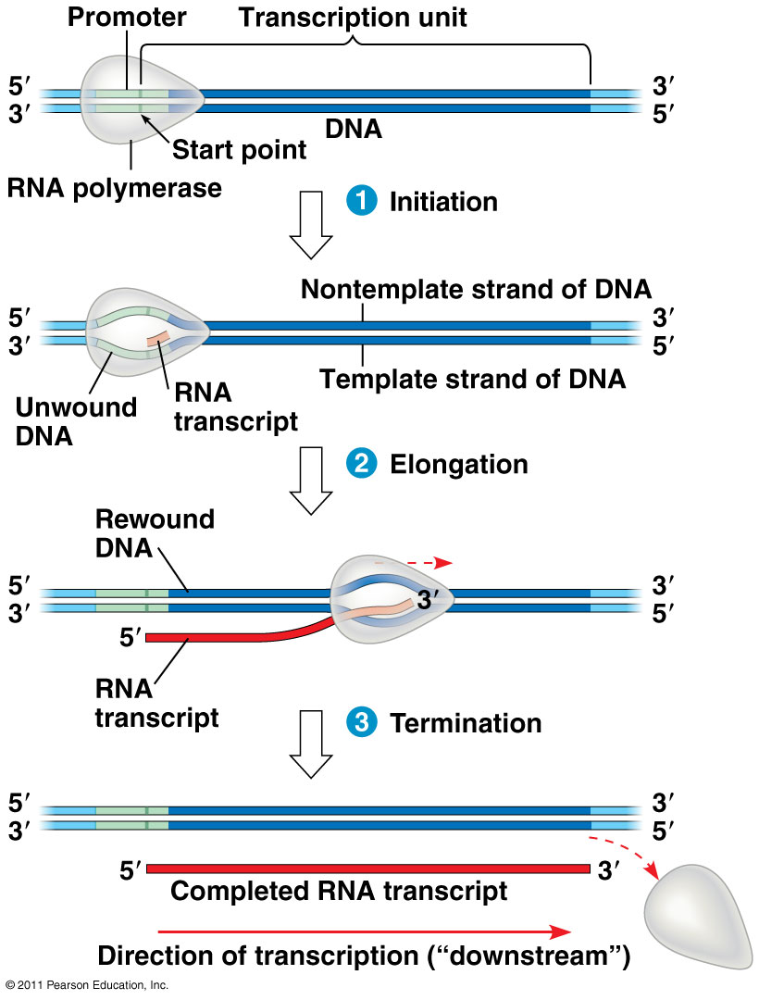 Promoter
Transcription unit
5′
3′
3′
5′
DNA
Start point
RNA polymerase
1 Initiation
Nontemplate strand of DNA
5′
3′
3′
5′
Template strand of DNA
Unwound
DNA
RNA
transcript
2 Elongation
Rewound
DNA
5′
3′
3′
3′
5′
5′
RNA
transcript
3 Termination
5′
3′
3′
5′
5′
3′
Completed RNA transcript
Direction of transcription (“downstream”)
© 2011 Pearson Education, Inc.